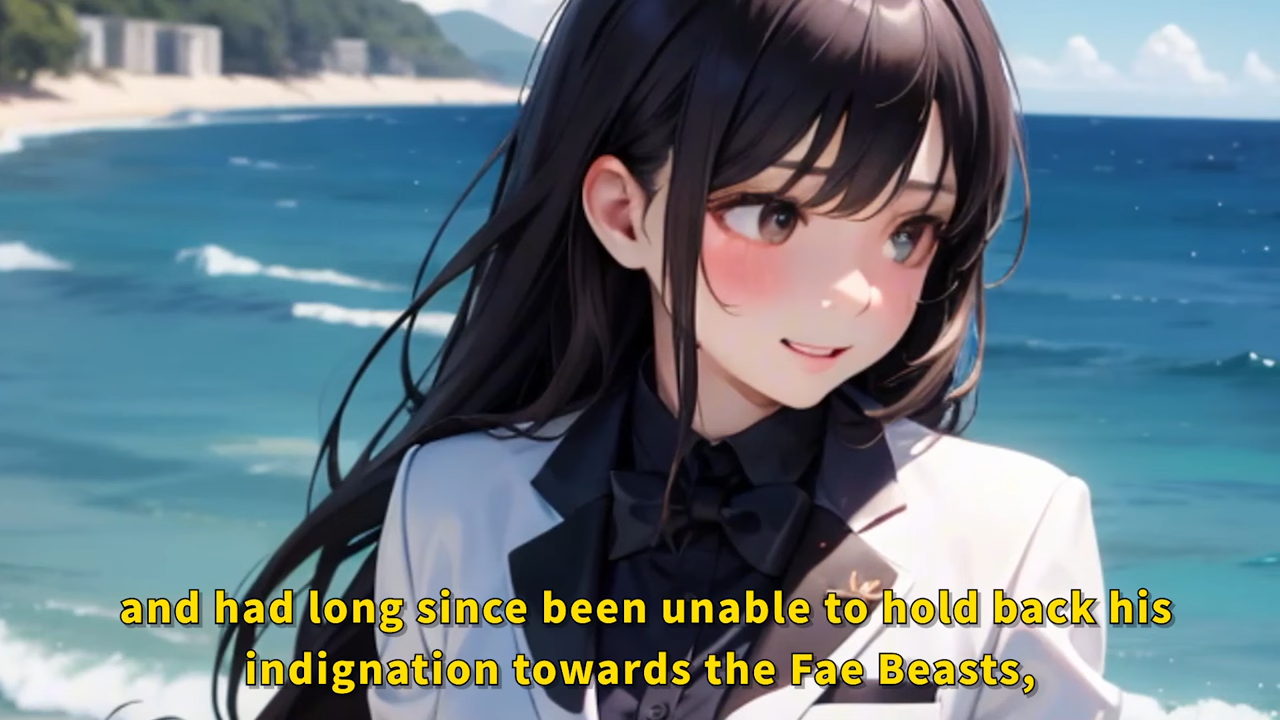 and had long since been unable to hold back his
indignation towards the Fae Beasts,